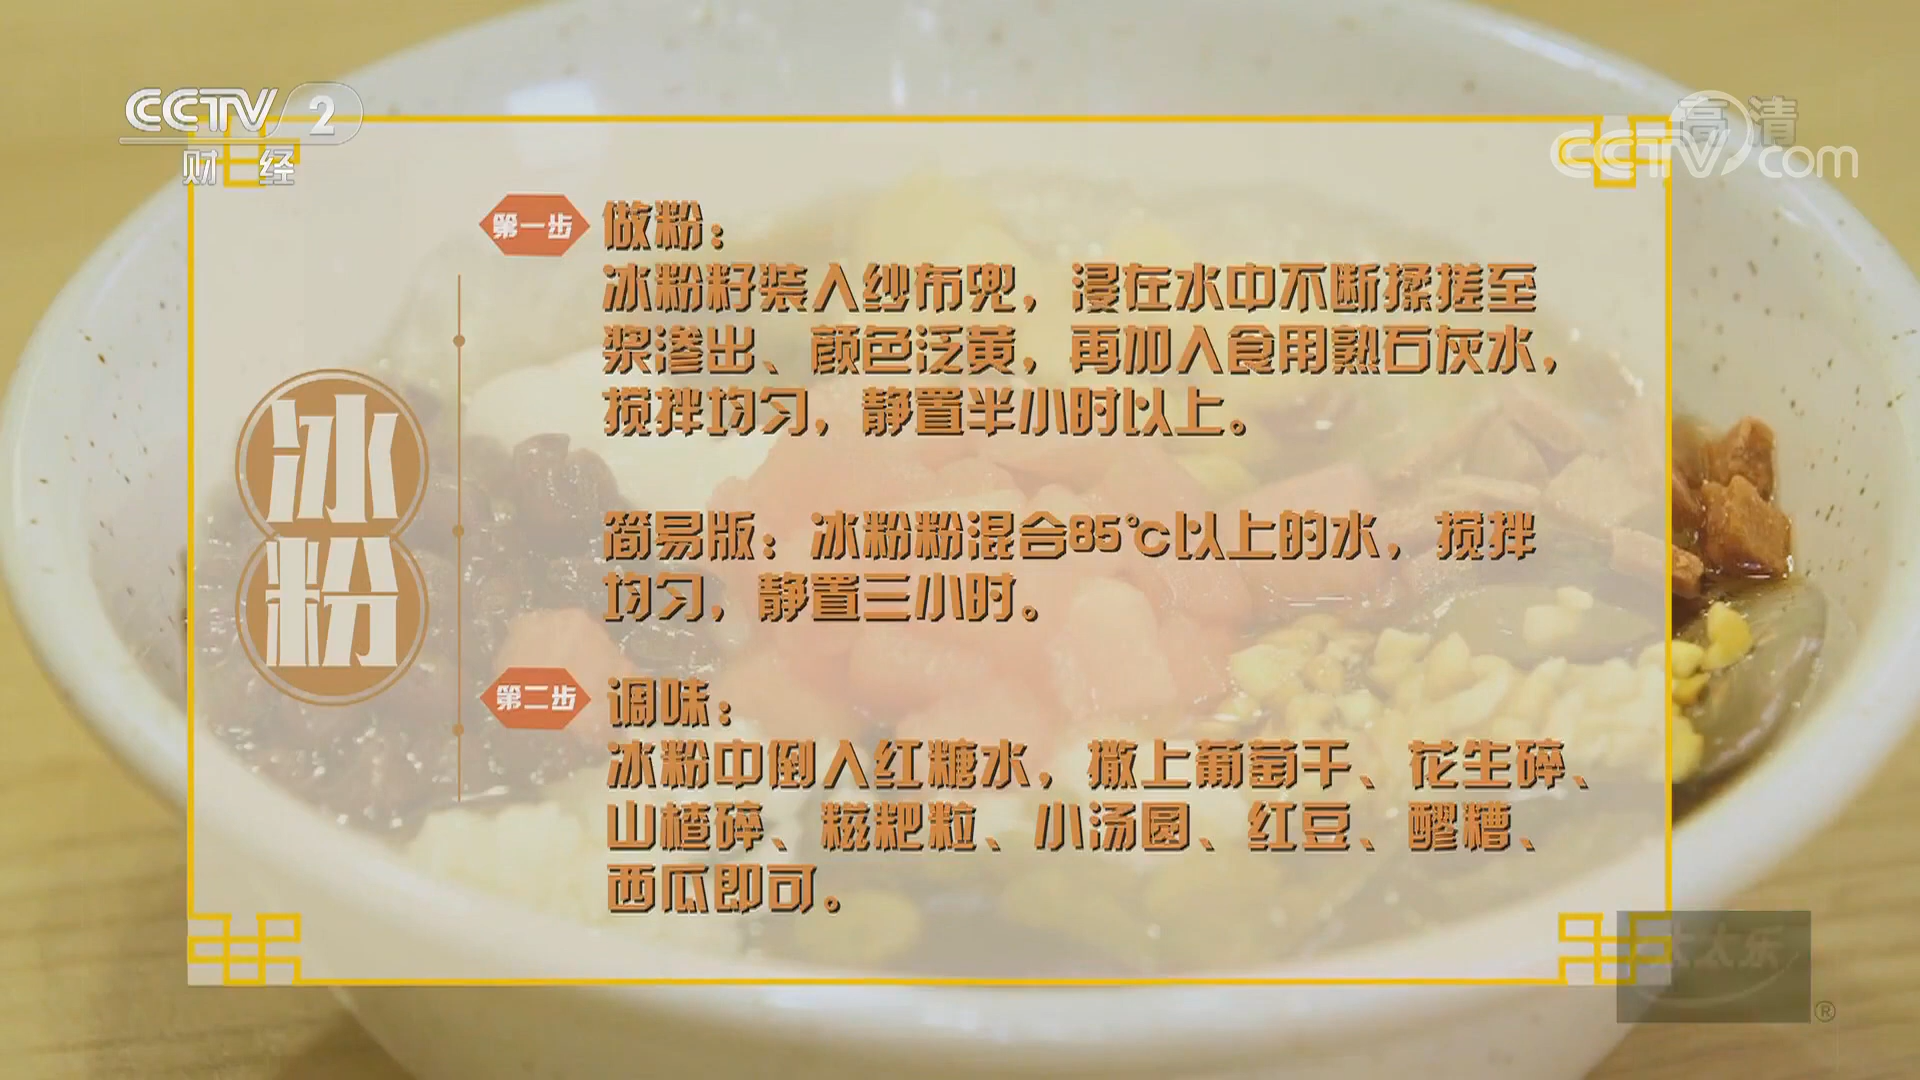 CCTV 2
财 经
高清
CCTV.com
冰粉
第一步
做粉：
冰粉籽装入纱布兜，浸在水中不断揉搓至
浆渗出、颜色泛黄，再加入食用熟石灰水，
搅拌均匀，静置半小时以上。
简易版：冰粉粉混合85℃以上的水，搅拌
均匀，静置三小时。
第二步
调味：
冰粉中倒入红糖水，撒上葡萄干、花生碎、
山楂碎、糍粑粒、小汤圆、红豆、醪糟、
西瓜即可。
太太乐
®